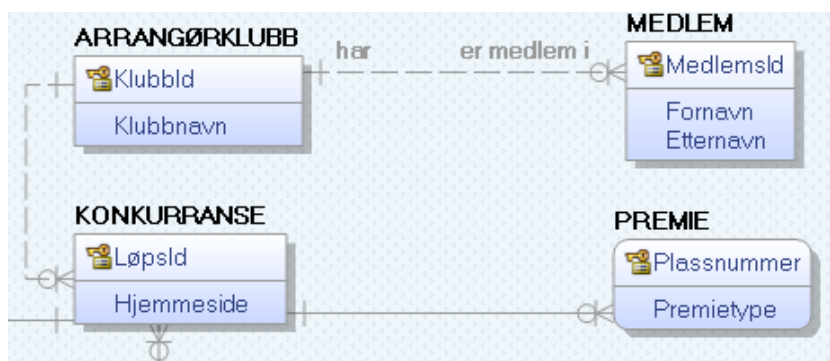 ARRANGØRKLUBB
KlubbId
Klubbnavn
har er medlem i
MEDLEM
MedlemsId
Fornavn
Etternavn
KONKURRANSE
LøpsId
Hjemmeside
PREMIE
Plassnummer
Premietype